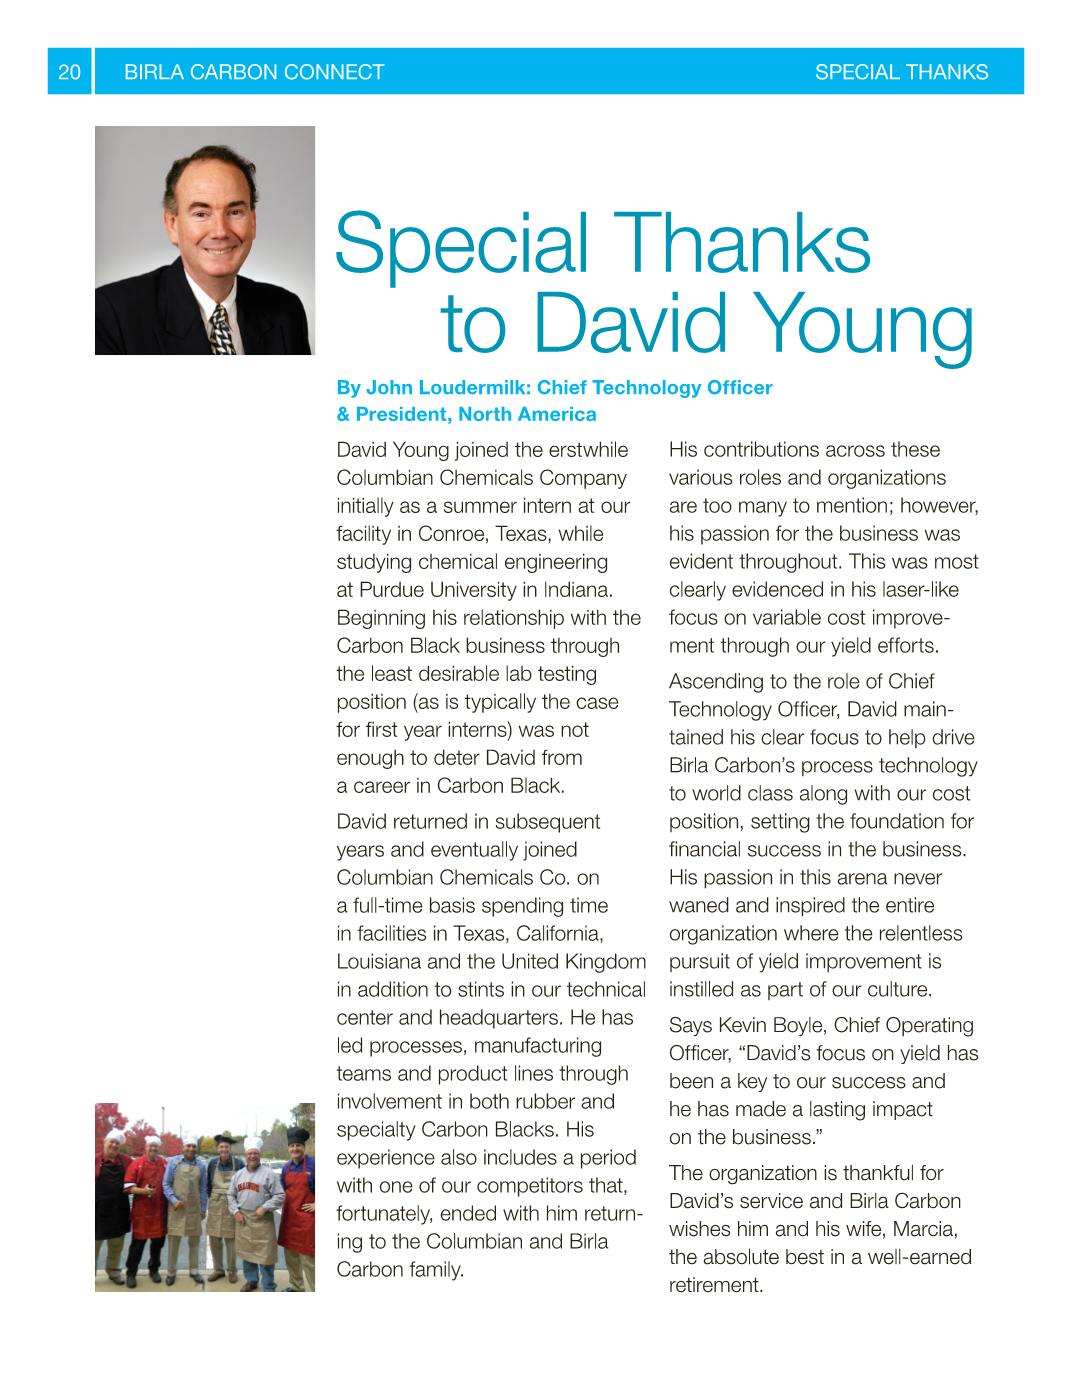 20
BIRLA CARBON CONNECT
SPECIAL THANKS
Special Thanks
to David Young
By John Loudermilk: Chief Technology Officer
& President, North America
David Young joined the erstwhile
Columbian Chemicals Company
initially as a summer intern at our
facility in Conroe, Texas, while
studying chemical engineering
at Purdue University in Indiana.
Beginning his relationship with the
Carbon Black business through
the least desirable lab testing
position (as is typically the case
for first year interns) was not
enough to deter David from
a career in Carbon Black.
David returned in subsequent
years and eventually joined
Columbian Chemicals Co. on
a full-time basis spending time
in facilities in Texas, California,
Louisiana and the United Kingdom
in addition to stints in our technical
center and headquarters. He has
led processes, manufacturing
teams and product lines through
involvement in both rubber and
specialty Carbon Blacks. His
experience also includes a period
with one of our competitors that,
fortunately, ended with him return-
ing to the Columbian and Birla
Carbon family.
His contributions across these
various roles and organizations
are too many to mention; however,
his passion for the business was
evident throughout. This was most
clearly evidenced in his laser-like
focus on variable cost improve-
ment through our yield efforts.
Ascending to the role of Chief
Technology Officer, David main-
tained his clear focus to help drive
Birla Carbon’s process technology
to world class along with our cost
position, setting the foundation for
financial success in the business.
His passion in this arena never
waned and inspired the entire
organization where the relentless
pursuit of yield improvement is
instilled as part of our culture.
Says Kevin Boyle, Chief Operating
Officer, “David’s focus on yield has
been a key to our success and
he has made a lasting impact
on the business.”
The organization is thankful for
David’s service and Birla Carbon
wishes him and his wife, Marcia,
the absolute best in a well-earned
retirement.
ILLINOIS